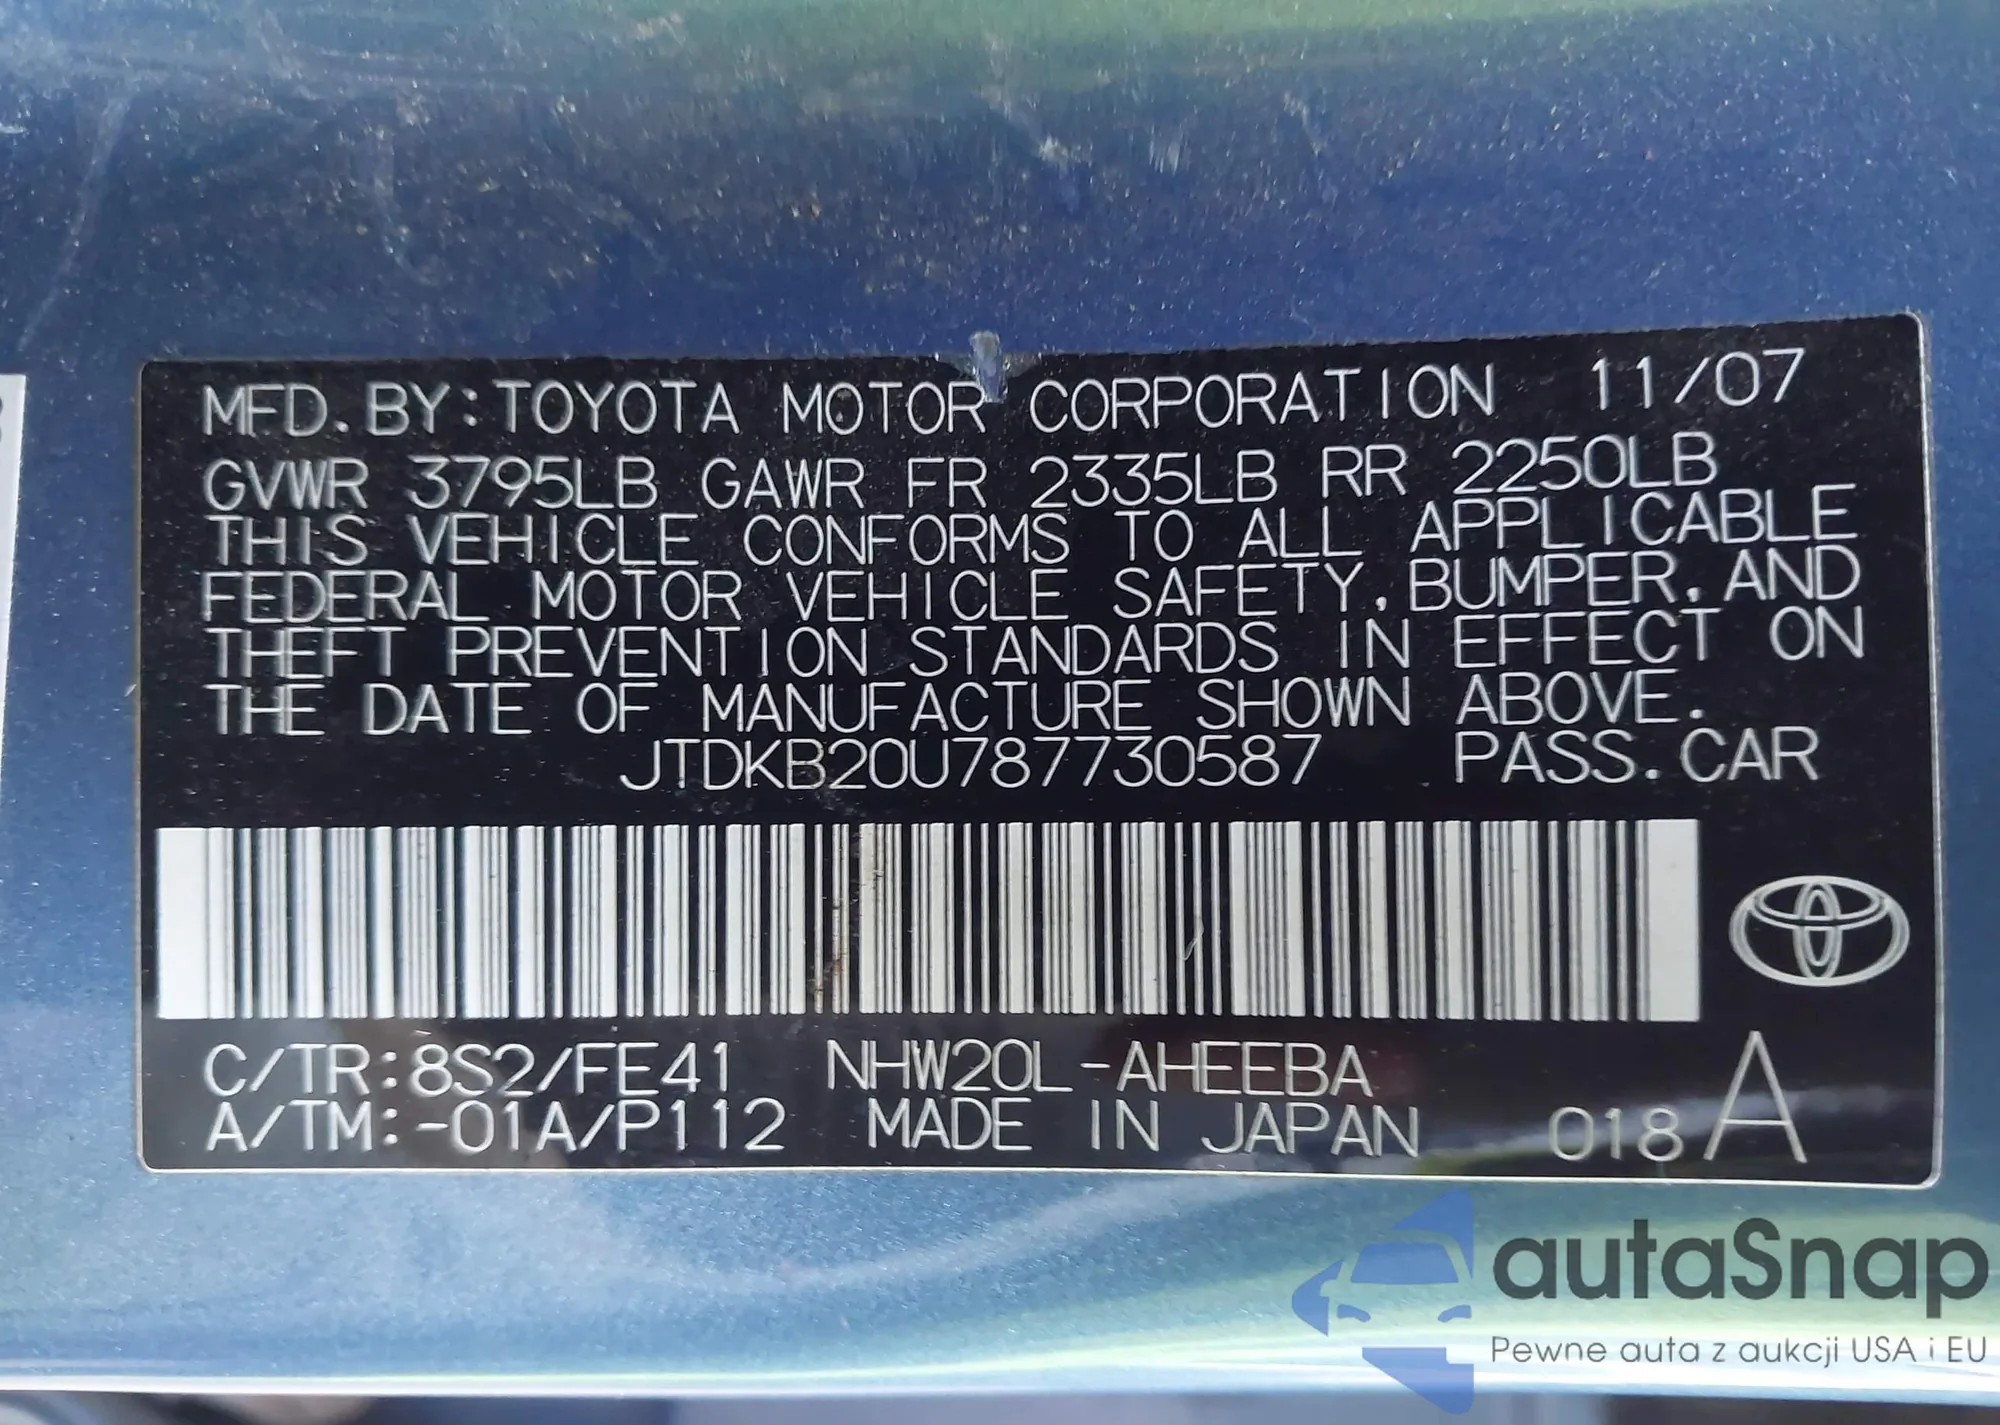 MFD.BY:TOYOTA MOTOR CORPORATION 11/07
GVWR 3795LB GAWR FR 2335LB RR 2250LB
THIS VEHICLE CONFORMS TO ALL APPLICABLE
FEDERAL MOTOR VEHICLE SAFETY, BUMPER, AND
THEFT PREVENTION STANDARDS IN EFFECT ON
THE DATE OF MANUFACTURE SHOWN ABOVE.
JTDKB20U787730587 PASS.CAR
C/TR:8S2/FE41 NHW20L-AHEEBA
A/TM:-01A/P112 MADE IN JAPAN 018 A
autaSnap
Pewne auta z aukcji USA i EU